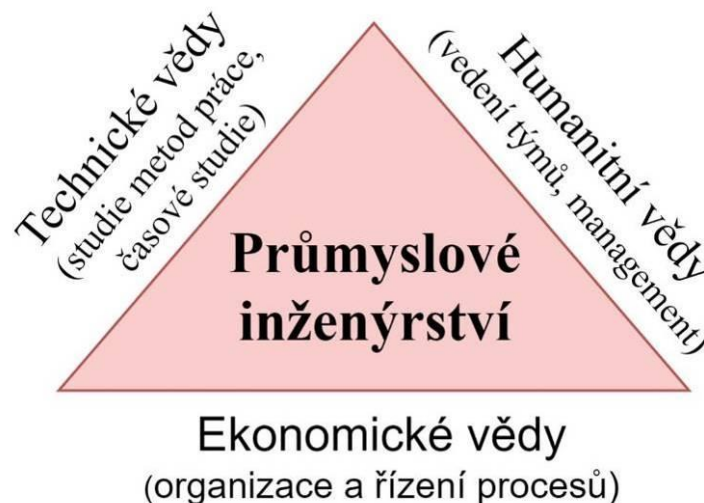 Technické vědy
(studie metod práce,
časové studie)
Humanitní vědy
(vedení týmů, management)
Průmyslové
inženýrství
Ekonomické vědy
(organizace a řízení procesů)